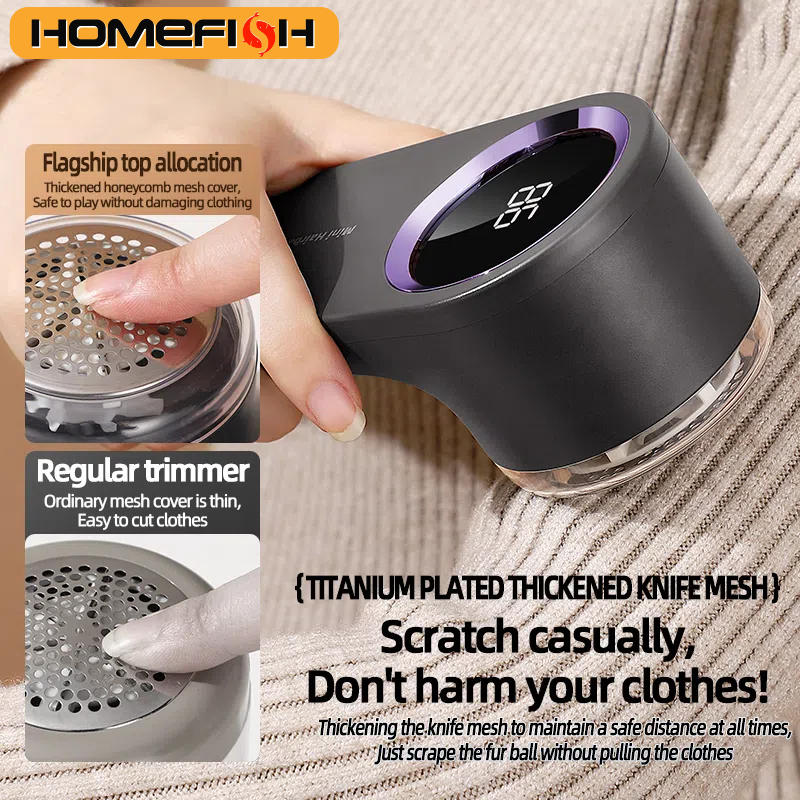 HOMEFISH
Flagship top allocation
Thickened honeycomb mesh cover,
Safe to play without damaging clothing
86
Regular trimmer
Ordinary mesh cover is thin,
Easy to cut clothes
{TITANIUM PLATED THICKENED KNIFE MESH}
Scratch casually,
Don't harm your clothes!
Thickening the knife mesh to maintain a safe distance at all times,
Just scrape the fur ball without pulling the clothes